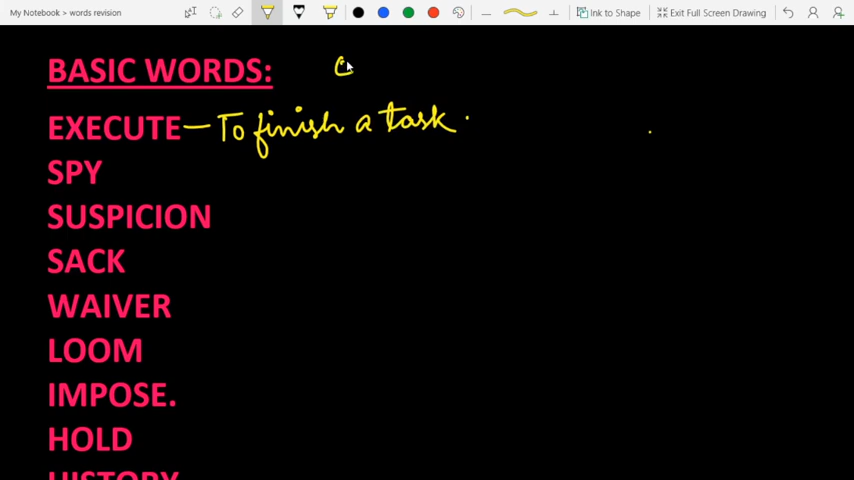 My Notebook > words revision
Ink to Shape
Exit Full Screen Drawing
BASIC WORDS:
EXECUTE — To finish a task.
SPY
SUSPICION
SACK
WAIVER
LOOM
IMPOSE.
HOLD
HISTORY